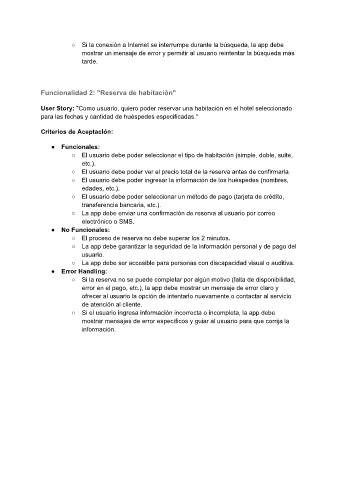 ○ Si la conexión a Internet se interrumpe durante la búsqueda, la app debe
mostrar un mensaje de error y permitir al usuario reintentar la búsqueda más
tarde.
Funcionalidad 2: "Reserva de habitación"
User Story: "Como usuario, quiero poder reservar una habitación en el hotel seleccionado
para las fechas y cantidad de huéspedes especificadas."
Criterios de Aceptación:
● Funcionales:
○ El usuario debe poder seleccionar el tipo de habitación (simple, doble, suite,
etc.).
○ El usuario debe poder ver el precio total de la reserva antes de confirmarla.
○ El usuario debe poder ingresar la información de los huéspedes (nombres,
edades, etc.).
○ El usuario debe poder seleccionar un método de pago (tarjeta de crédito,
transferencia bancaria, etc.).
○ La app debe enviar una confirmación de reserva al usuario por correo
electrónico o SMS.
● No Funcionales:
○ El proceso de reserva no debe superar los 2 minutos.
○ La app debe garantizar la seguridad de la información personal y de pago del
usuario.
○ La app debe ser accesible para personas con discapacidad visual o auditiva.
● Error Handling:
○ Si la reserva no se puede completar por algún motivo (falta de disponibilidad,
error en el pago, etc.), la app debe mostrar un mensaje de error claro y
ofrecer al usuario la opción de intentarlo nuevamente o contactar al servicio
de atención al cliente.
○ Si el usuario ingresa información incorrecta o incompleta, la app debe
mostrar mensajes de error específicos y guiar al usuario para que corrija la
información.